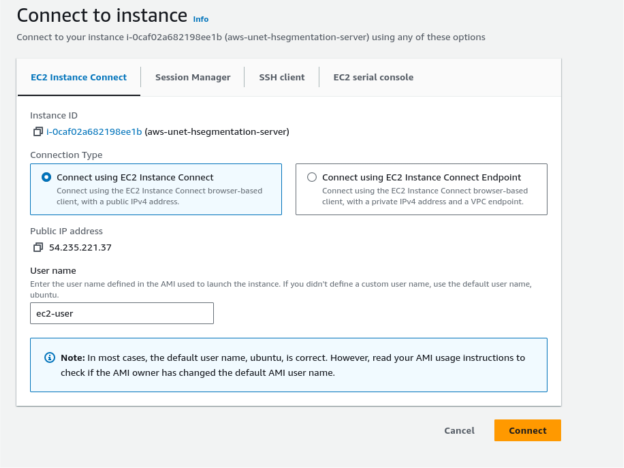 Connect to instance Info
Connect to your instance i-0caf02a682198ee1b (aws-unet-hsegmentation-server) using any of these options
EC2 Instance Connect
Session Manager
SSH client
EC2 serial console
Instance ID
i-0caf02a682198ee1b (aws-unet-hsegmentation-server)
Connection Type
Connect using EC2 Instance Connect
Connect using the EC2 Instance Connect browser-based
client, with a public IPv4 address.
Connect using EC2 Instance Connect Endpoint
Connect using the EC2 Instance Connect browser-based
client, with a private IPv4 address and a VPC endpoint.
Public IP address
54.235.221.37
User name
Enter the user name defined in the AMI used to launch the instance. If you didn't define a custom user name, use the default user name,
ubuntu.
ec2-user
Note: In most cases, the default user name, ubuntu, is correct. However, read your AMI usage instructions to
check if the AMI owner has changed the default AMI user name.
Cancel
Connect